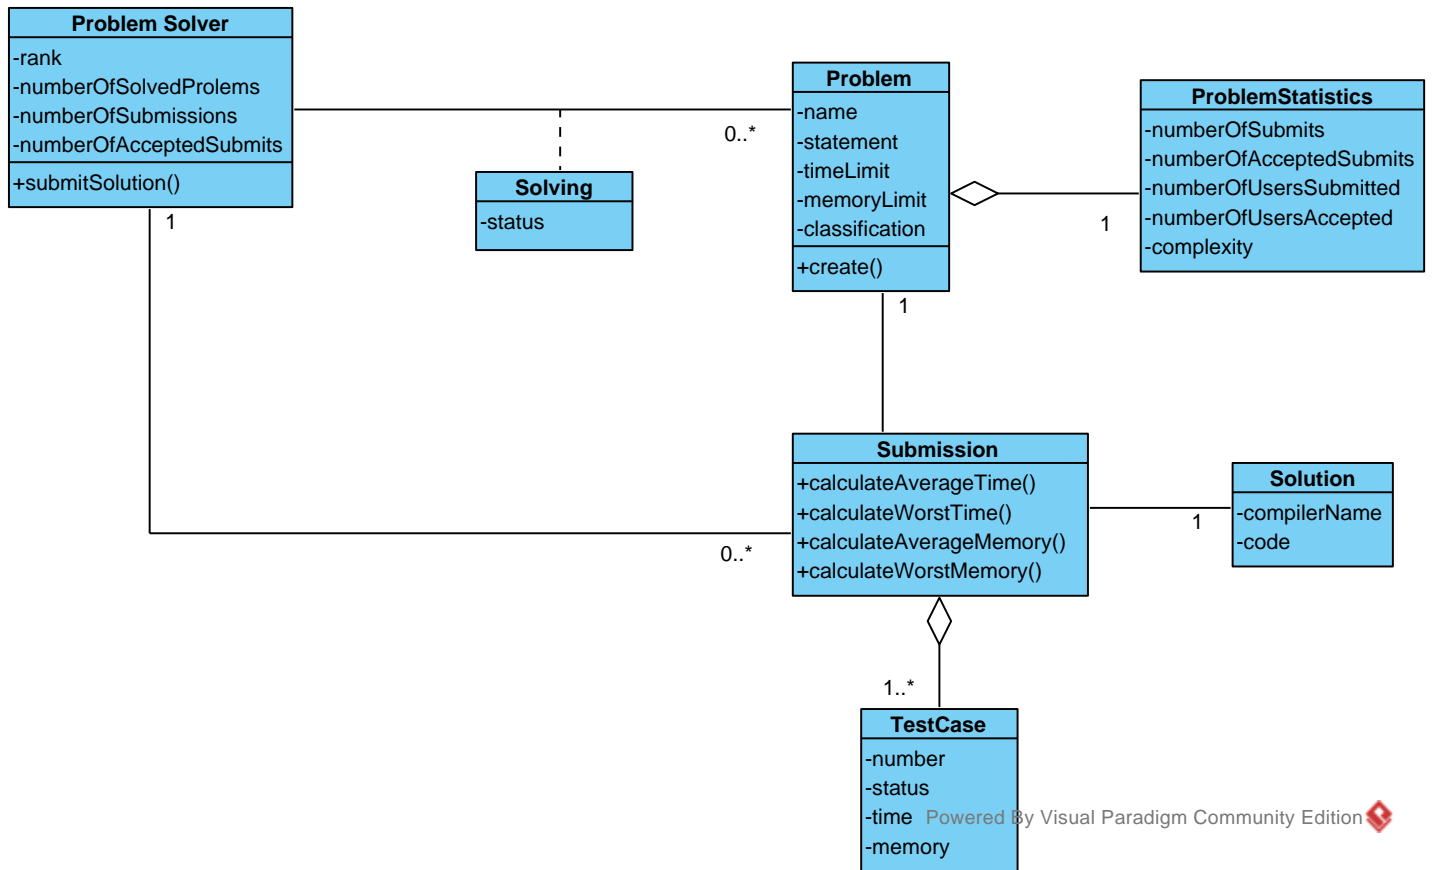 Problem Solver
-rank
-numberOfSolvedProlems
-numberOfSubmissions
-numberOfAcceptedSubmits
+submitSolution()
1
0..*
Solving
-status
Problem
-name
-statement
-timeLimit
-memoryLimit
-classification
+create()
1
ProblemStatistics
-numberOfSubmits
-numberOfAcceptedSubmits
-numberOfUsersSubmitted
-numberOfUsersAccepted
-complexity
1
0..*
Submission
+calculateAverageTime()
+calculateWorstTime()
+calculateAverageMemory()
+calculateWorstMemory()
1
Solution
-compilerName
-code
1..*
TestCase
-number
-status
-time
-memory
Powered By Visual Paradigm Community Edition